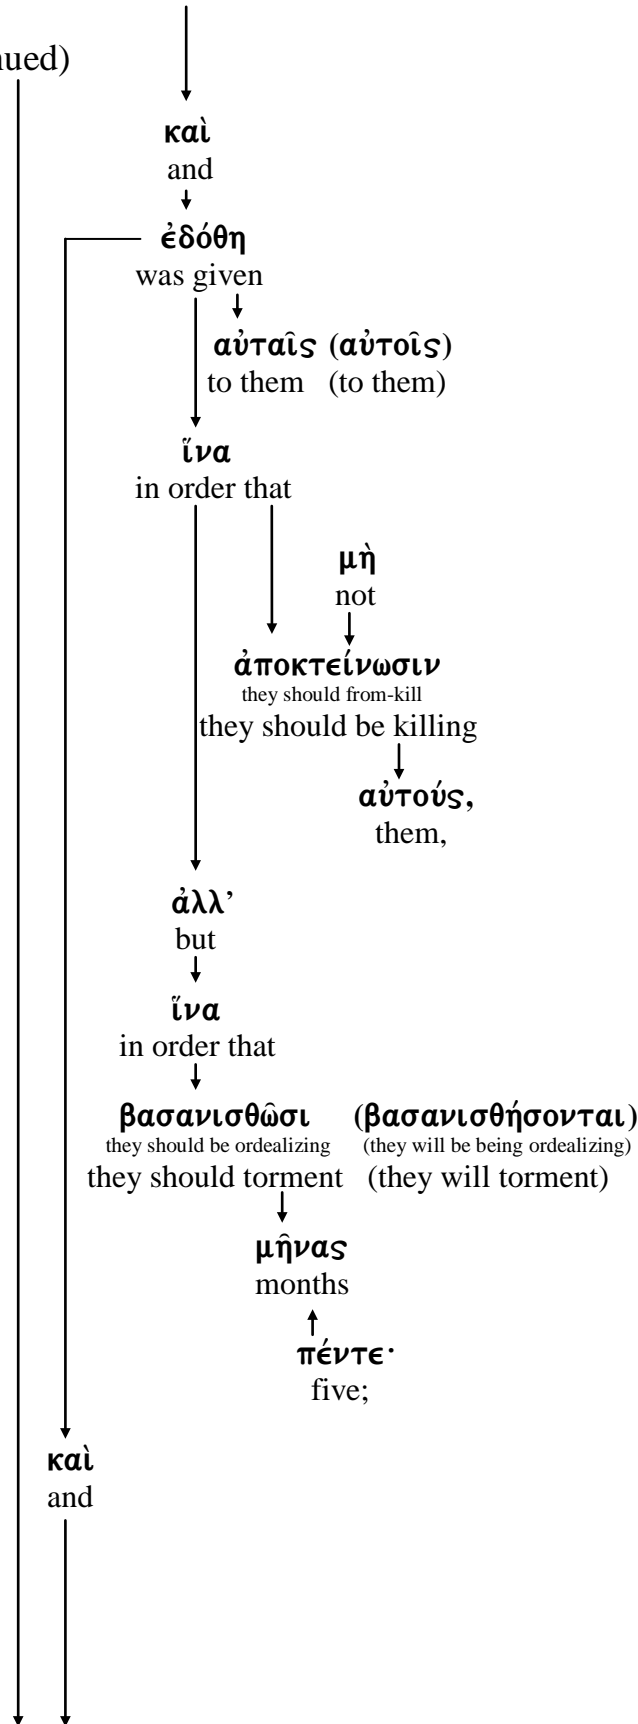 nued)
καὶ
and
ἐδόθη
was given
αὐταῖς (αὐτοῖς)
to them (to them)
ἵνα
in order that
μὴ
not
ἀποκτείνωσιν
they should from-kill
they should be killing
αὐτούς,
them,
ἀλλ’
but
ἵνα
in order that
βασανισθῶσι (βασανισθήσονται)
they should be ordealizing (they will be being ordealizing)
they should torment (they will torment)
μῆνας
months
πέντε·
five;
καὶ
and